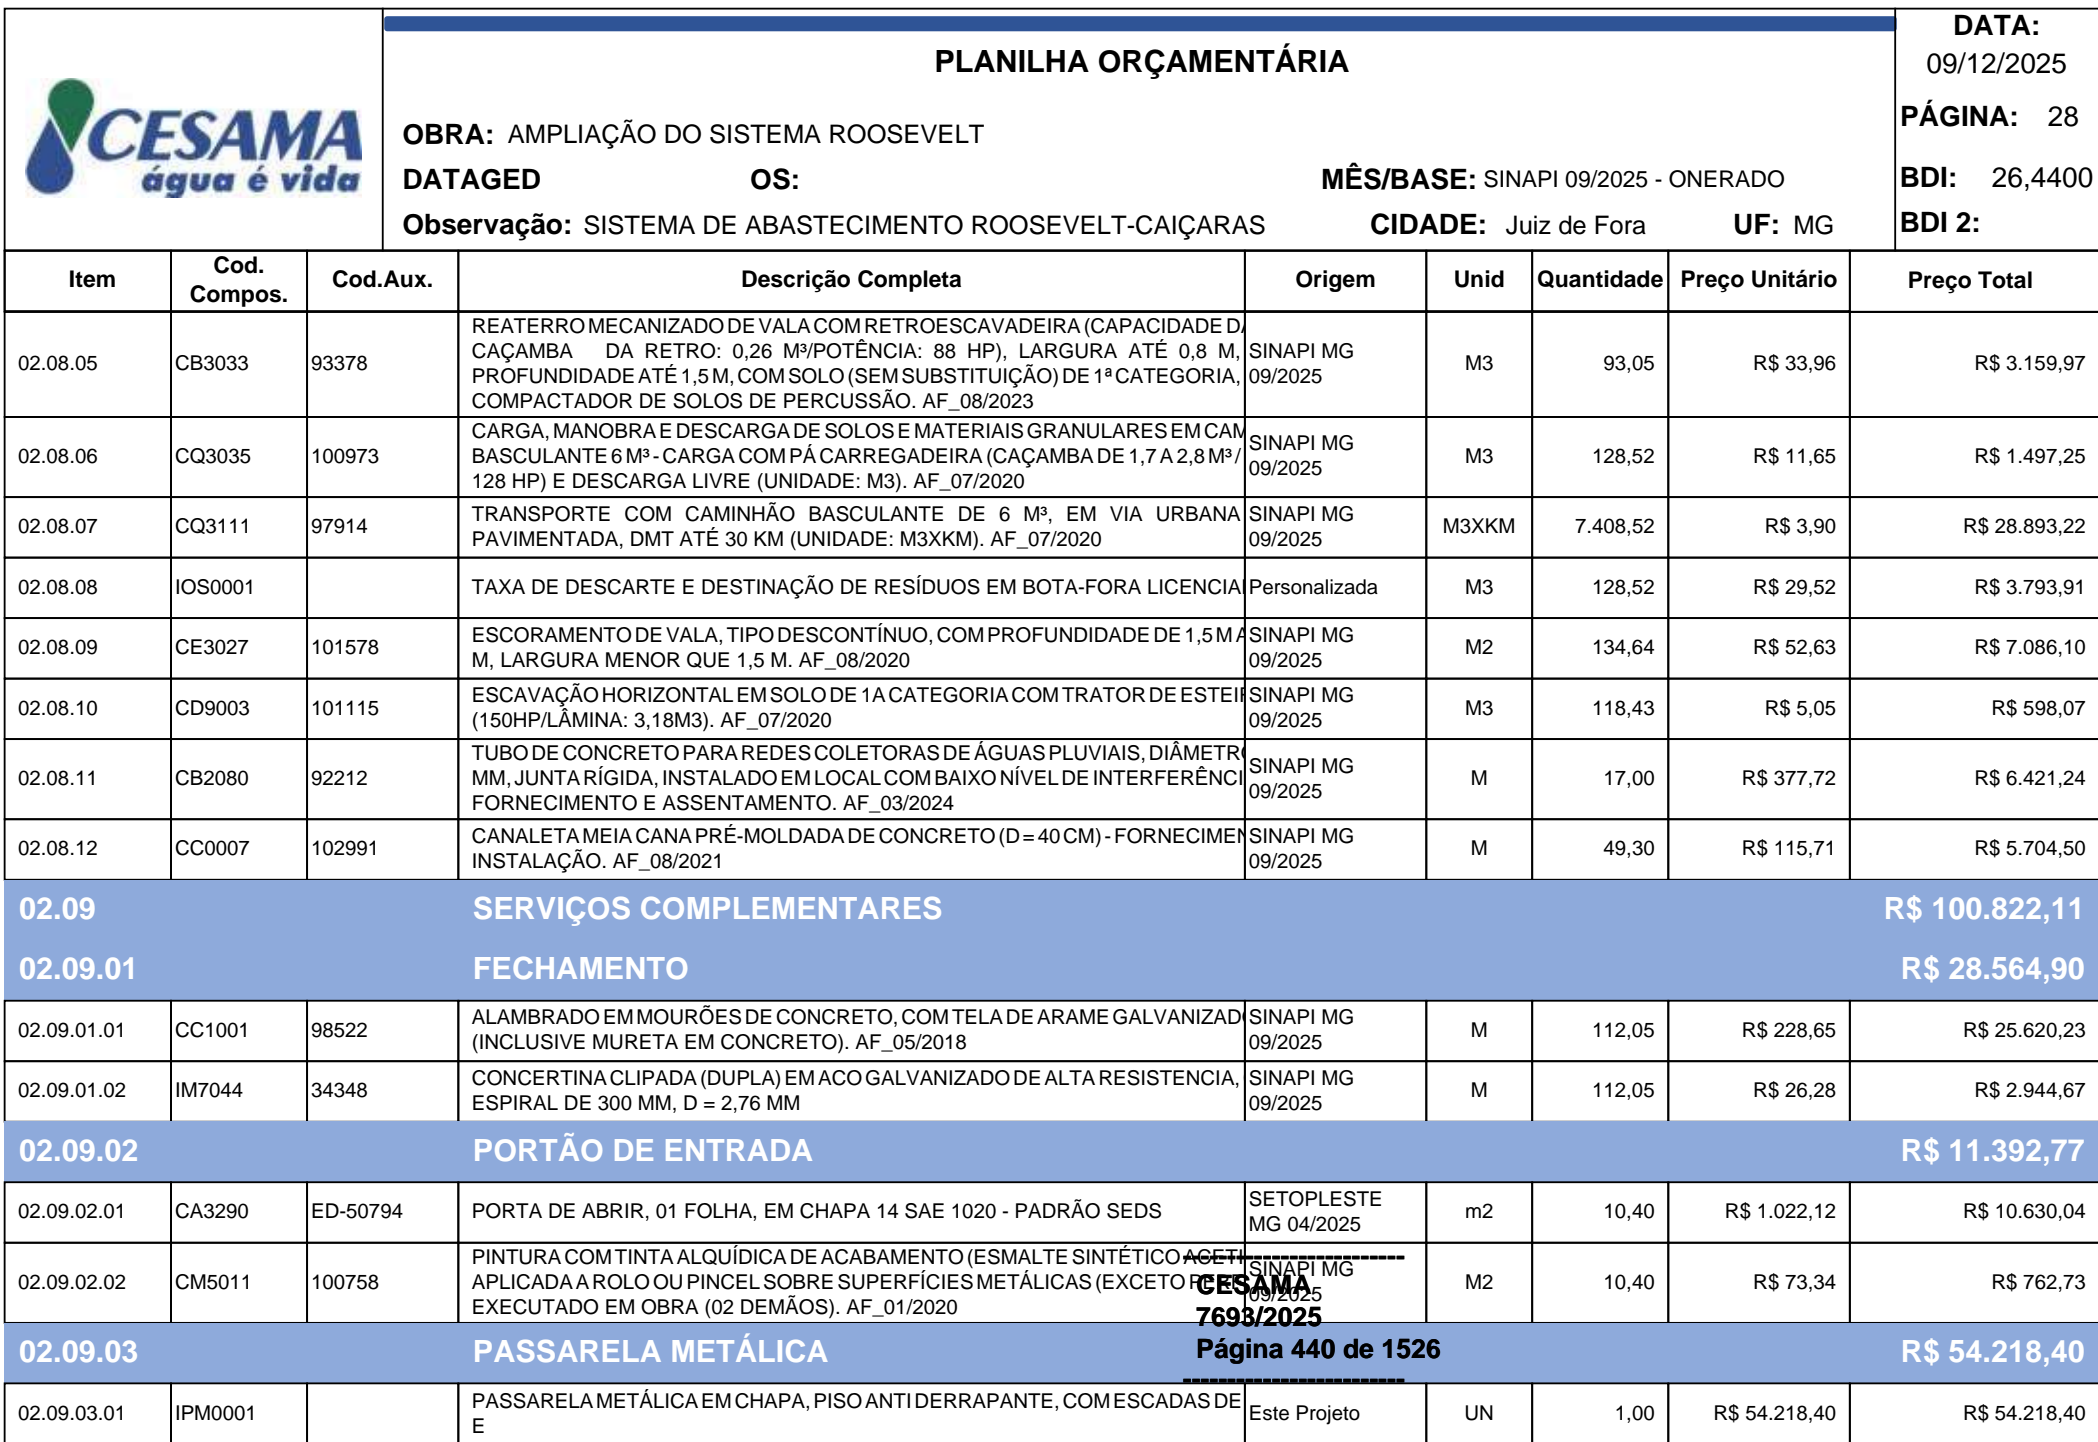 CESAMA
água é vida
PLANILHA ORÇAMENTÁRIA
OBRA: AMPLIAÇÃO DO SISTEMA ROOSEVELT
DATAGED OS: MÊS/BASE: SINAPI 09/2025 - ONERADO
Observação: SISTEMA DE ABASTECIMENTO ROOSEVELT-CAIÇARAS CIDADE: Juiz de Fora UF: MG
DATA:
09/12/2025
PÁGINA: 28
BDI: 26,4400
BDI 2:
Item Cod. Compos. Cod.Aux. Descrição Completa Origem Unid Quantidade Preço Unitário Preço Total
02.08.05 CB3033 93378 REATERRO MECANIZADO DE VALA COM RETROESCAVADEIRA (CAPACIDADE DA
CAÇAMBA DA RETRO: 0,26 M³/POTÊNCIA: 88 HP), LARGURA ATÉ 0,8 M,
PROFUNDIDADE ATÉ 1,5 M, COM SOLO (SEM SUBSTITUIÇÃO) DE 1ª CATEGORIA,
COMPACTADOR DE SOLOS DE PERCUSSÃO. AF_08/2023 SINAPI MG 09/2025 M3 93,05 R$ 33,96 R$ 3.159,97
02.08.06 CQ3035 100973 CARGA, MANOBRA E DESCARGA DE SOLOS E MATERIAIS GRANULARES EM CAM
BASCULANTE 6 M³ - CARGA COM PÁ CARREGADEIRA (CAÇAMBA DE 1,7 A 2,8 M³ /
128 HP) E DESCARGA LIVRE (UNIDADE: M3). AF_07/2020 SINAPI MG 09/2025 M3 128,52 R$ 11,65 R$ 1.497,25
02.08.07 CQ3111 97914 TRANSPORTE COM CAMINHÃO BASCULANTE DE 6 M³, EM VIA URBANA
PAVIMENTADA, DMT ATÉ 30 KM (UNIDADE: M3XKM). AF_07/2020 SINAPI MG 09/2025 M3XKM 7.408,52 R$ 3,90 R$ 28.893,22
02.08.08 IOS0001 TAXA DE DESCARTE E DESTINAÇÃO DE RESÍDUOS EM BOTA-FORA LICENCIA Personalizada M3 128,52 R$ 29,52 R$ 3.793,91
02.08.09 CE3027 101578 ESCORAMENTO DE VALA, TIPO DESCONTÍNUO, COM PROFUNDIDADE DE 1,5 M A
M, LARGURA MENOR QUE 1,5 M. AF_08/2020 SINAPI MG 09/2025 M2 134,64 R$ 52,63 R$ 7.086,10
02.08.10 CD9003 101115 ESCAVAÇÃO HORIZONTAL EM SOLO DE 1A CATEGORIA COM TRATOR DE ESTEIR
(150HP/LÂMINA: 3,18M3). AF_07/2020 SINAPI MG 09/2025 M3 118,43 R$ 5,05 R$ 598,07
02.08.11 CB2080 92212 TUBO DE CONCRETO PARA REDES COLETORAS DE ÁGUAS PLUVIAIS, DIÂMETRO
MM, JUNTA RÍGIDA, INSTALADO EM LOCAL COM BAIXO NÍVEL DE INTERFERÊNCI
FORNECIMENTO E ASSENTAMENTO. AF_03/2024 SINAPI MG 09/2025 M 17,00 R$ 377,72 R$ 6.421,24
02.08.12 CC0007 102991 CANALETA MEIA CANA PRÉ-MOLDADA DE CONCRETO (D = 40 CM) - FORNECIMEN
INSTALAÇÃO. AF_08/2021 SINAPI MG 09/2025 M 49,30 R$ 115,71 R$ 5.704,50
02.09 SERVIÇOS COMPLEMENTARES R$ 100.822,11
02.09.01 FECHAMENTO R$ 28.564,90
02.09.01.01 CC1001 98522 ALAMBRADO EM MOURÕES DE CONCRETO, COM TELA DE ARAME GALVANIZADO
(INCLUSIVE MURETA EM CONCRETO). AF_05/2018 SINAPI MG 09/2025 M 112,05 R$ 228,65 R$ 25.620,23
02.09.01.02 IM7044 34348 CONCERTINA CLIPADA (DUPLA) EM ACO GALVANIZADO DE ALTA RESISTENCIA,
ESPIRAL DE 300 MM, D = 2,76 MM SINAPI MG 09/2025 M 112,05 R$ 26,28 R$ 2.944,67
02.09.02 PORTÃO DE ENTRADA R$ 11.392,77
02.09.02.01 CA3290 ED-50794 PORTA DE ABRIR, 01 FOLHA, EM CHAPA 14 SAE 1020 - PADRÃO SEDS SETOPLESTE MG 04/2025 m2 10,40 R$ 1.022,12 R$ 10.630,04
02.09.02.02 CM5011 100758 PINTURA COM TINTA ALQUÍDICA DE ACABAMENTO (ESMALTE SINTÉTICO ACETI
APLICADA A ROLO OU PINCEL SOBRE SUPERFÍCIES METÁLICAS (EXCETO
EXECUTADO EM OBRA (02 DEMÃOS). AF_01/2020 SINAPI MG 09/2025 M2 10,40 R$ 73,34 R$ 762,73
CESAMA
7693/2025
Página 440 de 1526
02.09.03 PASSARELA METÁLICA R$ 54.218,40
02.09.03.01 IPM0001 PASSARELA METÁLICA EM CHAPA, PISO ANTI DERRAPANTE, COM ESCADAS DE
E Este Projeto UN 1,00 R$ 54.218,40 R$ 54.218,40